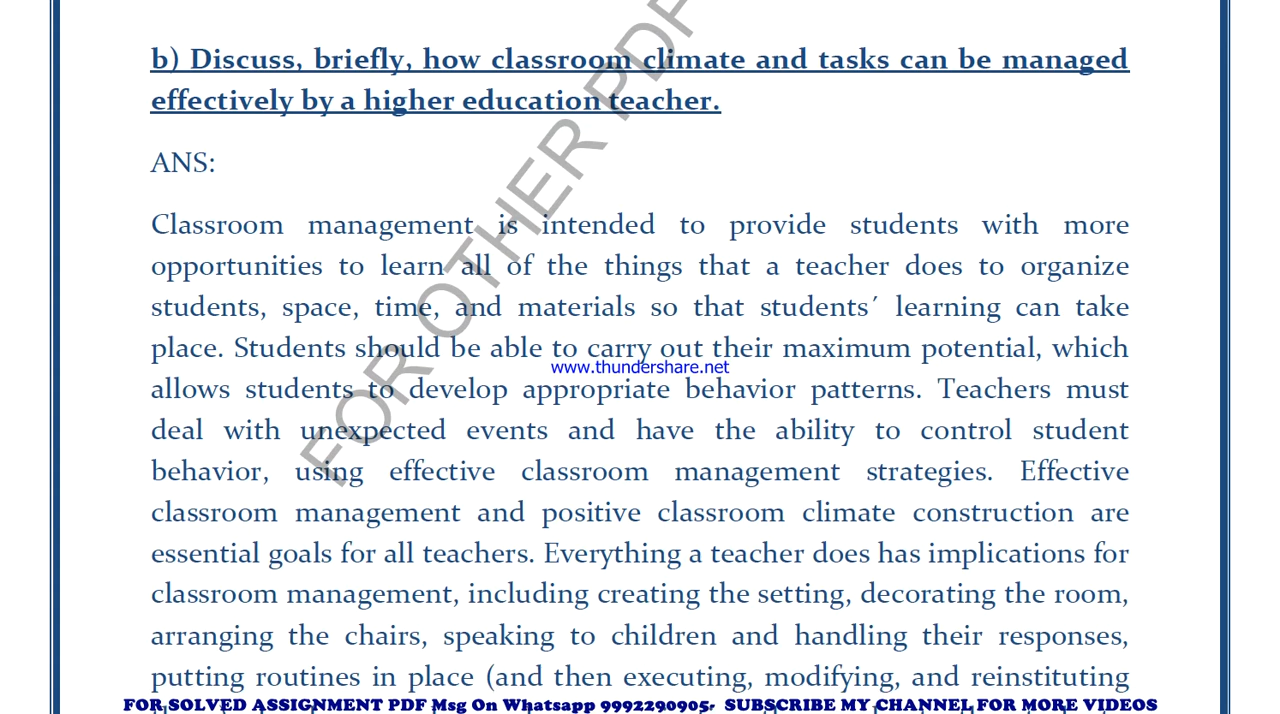 b) Discuss, briefly, how classroom climate and tasks can be managed
effectively by a higher education teacher.
ANS:
Classroom management is intended to provide students with more
opportunities to learn all of the things that a teacher does to organize
students, space, time, and materials so that students´ learning can take
place. Students should be able to carry out their maximum potential, which
www.thundershare.net
allows students to develop appropriate behavior patterns. Teachers must
deal with unexpected events and have the ability to control student
behavior, using effective classroom management strategies. Effective
classroom management and positive classroom climate construction are
essential goals for all teachers. Everything a teacher does has implications for
classroom management, including creating the setting, decorating the room,
arranging the chairs, speaking to children and handling their responses,
putting routines in place (and then executing, modifying, and reinstituting
FOR OTHER PDF
FOR SOLVED ASSIGNMENT PDF Msg On Whatsapp 9992290905, SUBSCRIBE MY CHANNEL FOR MORE VIDEOS